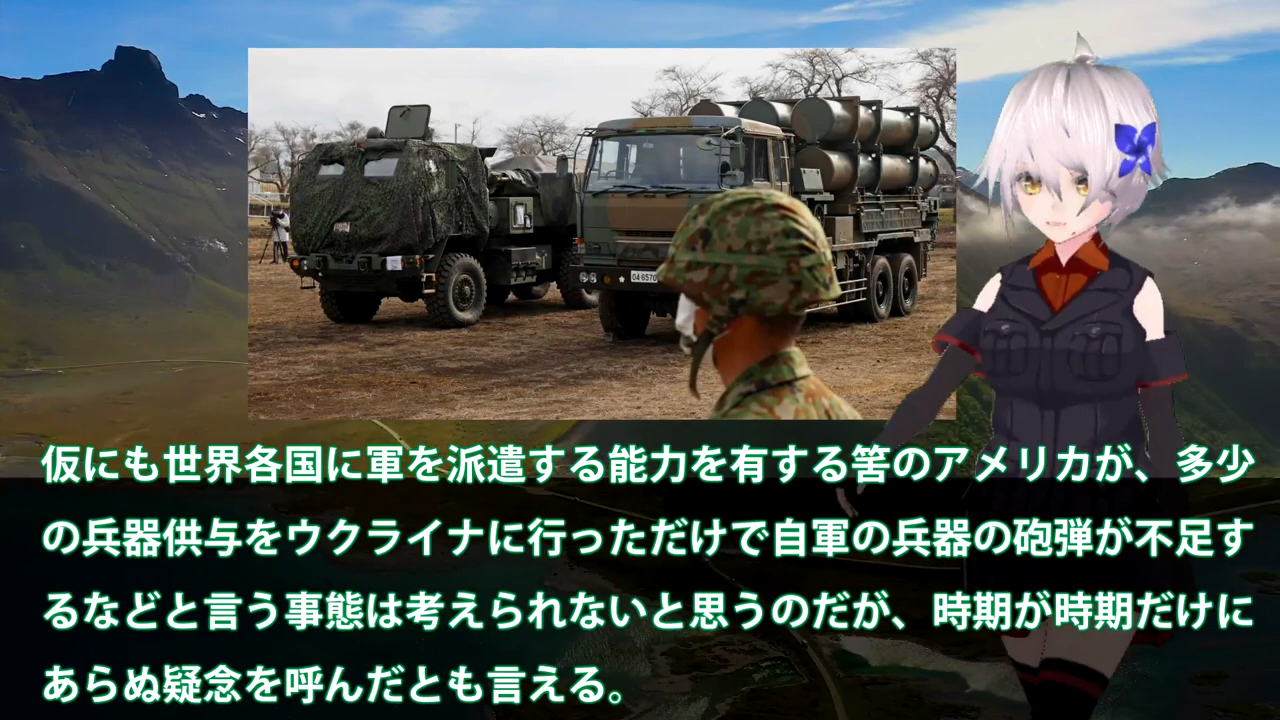 04-6570
仮にも世界各国に軍を派遣する能力を有する筈のアメリカが、多少
の兵器供与をウクライナに行っただけで自軍の兵器の砲弾が不足す
るなどと言う事態は考えられないと思うのだが、時期が時期だけに
あらぬ疑念を呼んだとも言える。